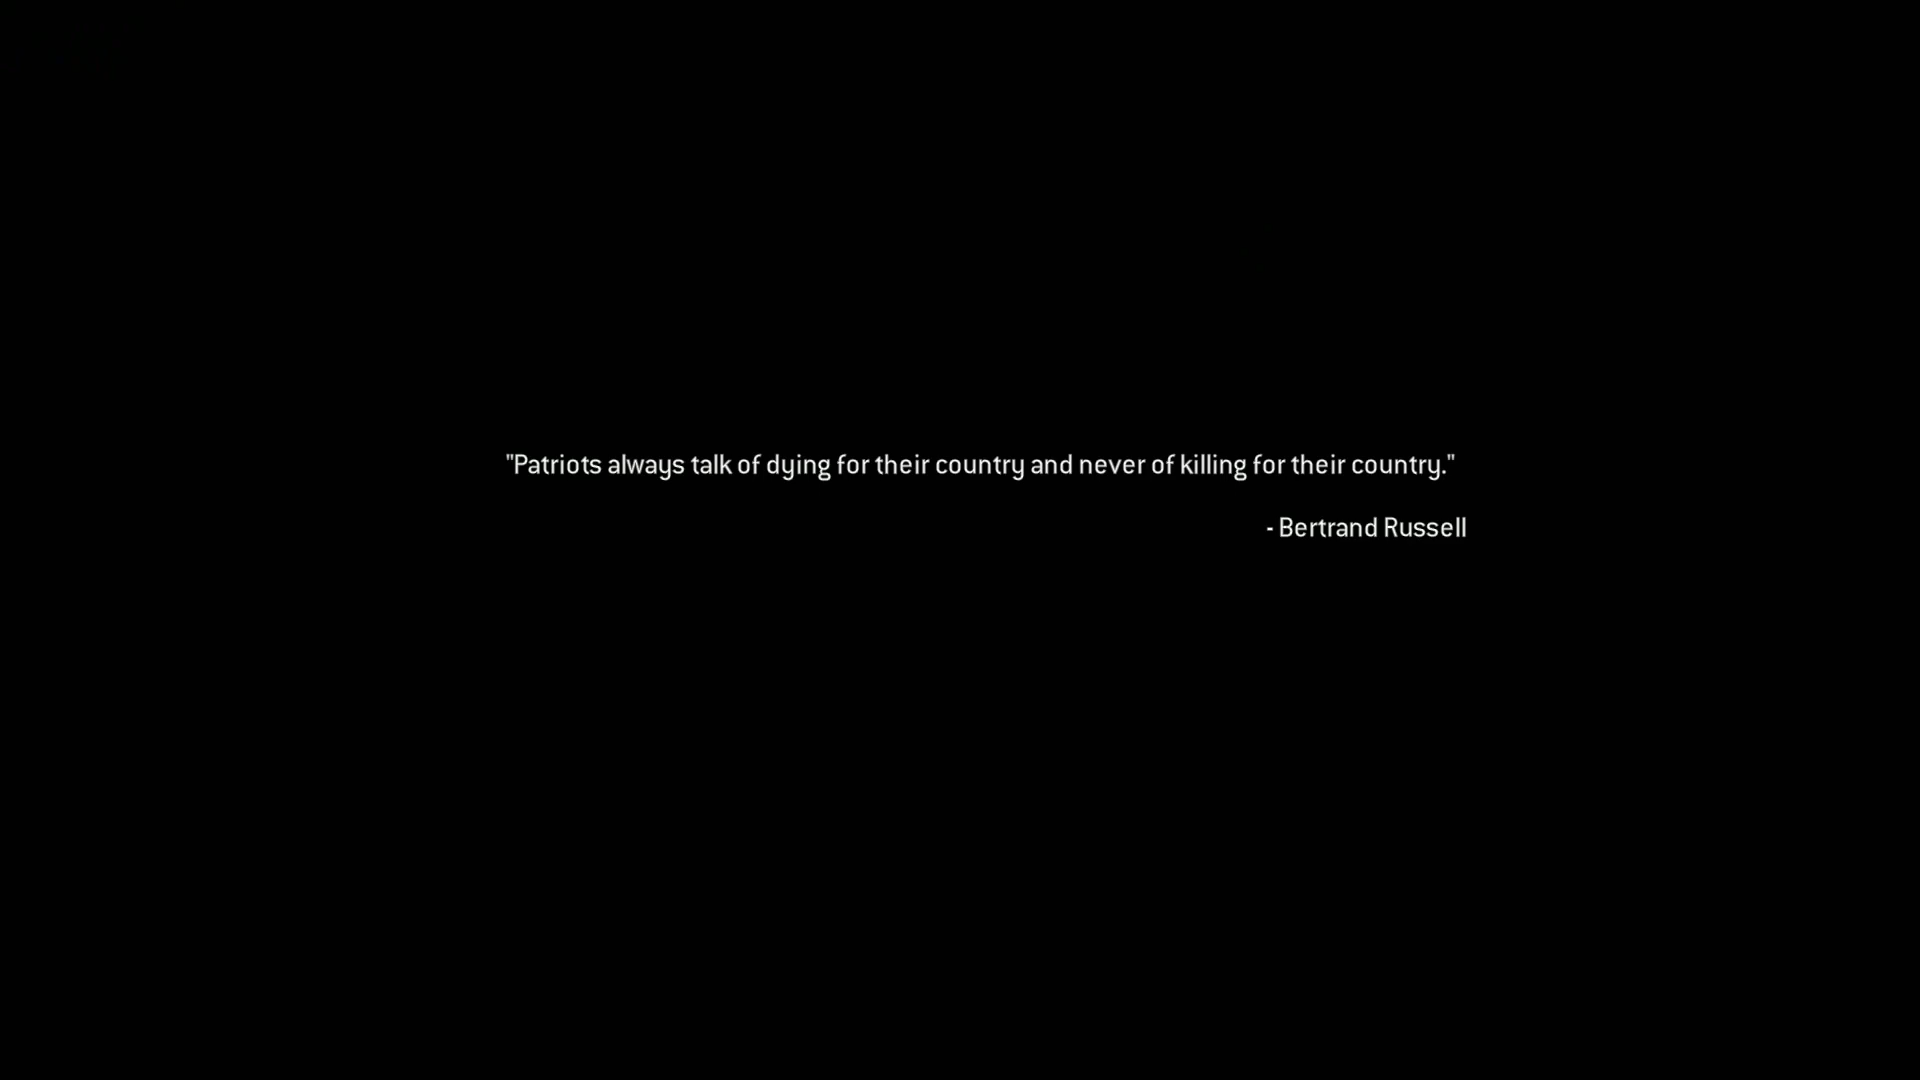 "Patriots always talk of dying for their country and never of killing for their country."
- Bertrand Russell